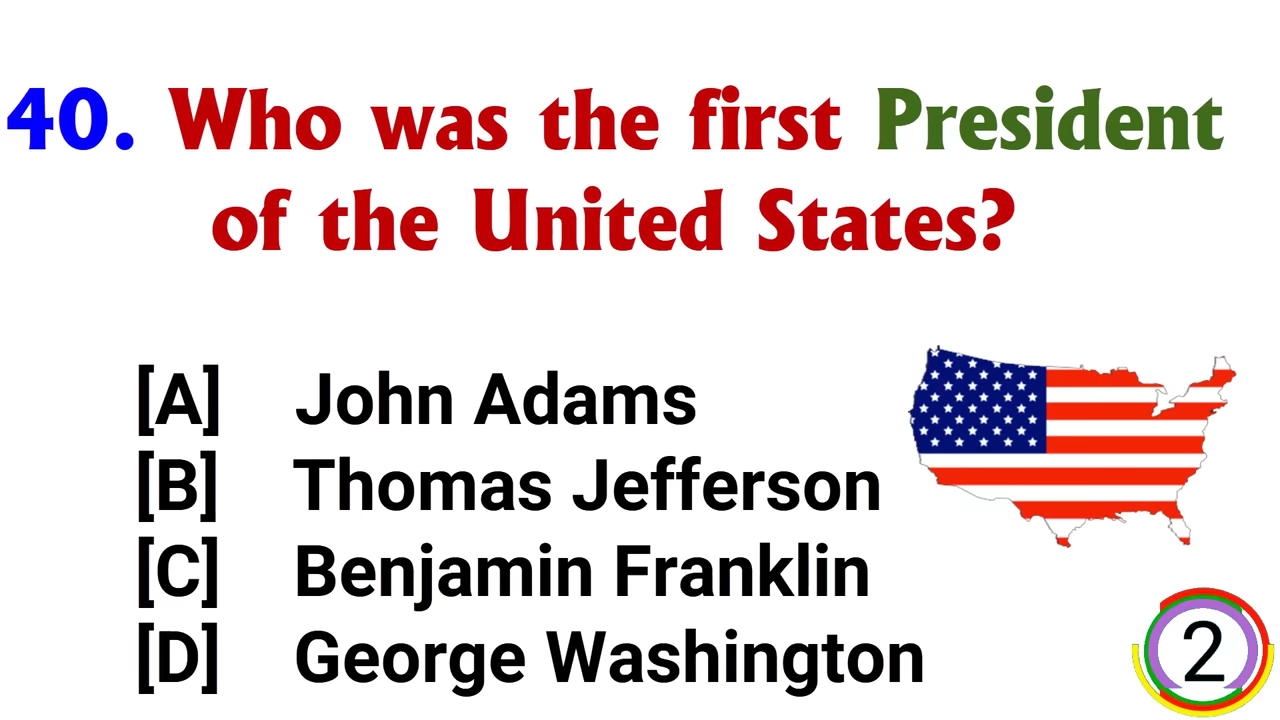 40. Who was the first President
of the United States?
[A] John Adams
[B] Thomas Jefferson
[C] Benjamin Franklin
[D] George Washington
2